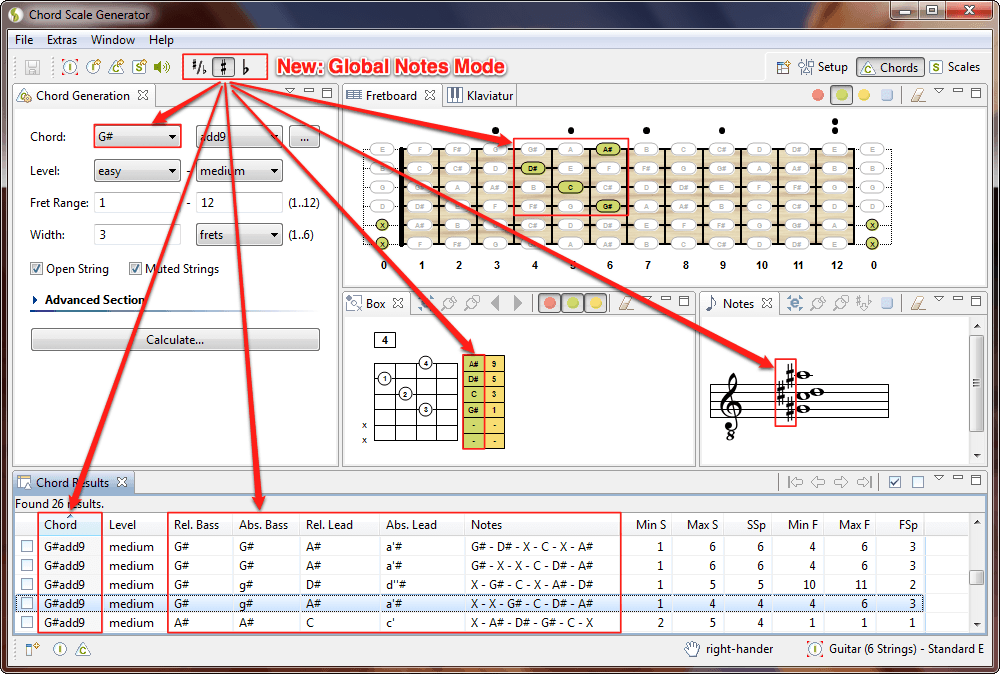 Chord Scale Generator
File Extras Window Help
#/b # b New: Global Notes Mode
Setup Chords S Scales
Chord Generation
Fretboard Klaviatur
Chord: G# add9 ...
Level: easy - medium
Fret Range: 1 - 12 (1..12)
Width: 3 frets (1..6)
Open String Muted Strings
Advanced Section
Calculate...
E F F# G G# A A# B C C# D D# E E
B C C# D D# E F F# G G# A A# B B
G G# A A# B C C# D D# E F F# G G
D D# E F F# G G# A A# B C C# D D
X A# B C C# D D# E F F# G G# A X
X F F# G G# A A# B C C# D D# E X
0 1 2 3 4 5 6 7 8 9 10 11 12 0
Box
4
4
1
2
3
x
x
A# 9
D# 5
C 3
G# 1
- -
- -
Notes
8
Chord Results
Found 26 results.
Chord Level Rel. Bass Abs. Bass Rel. Lead Abs. Lead Notes Min S Max S SSp Min F Max F FSp
G#add9 medium G# G# A# a'# G# - D# - X - C - X - A# 1 6 6 4 6 3
G#add9 medium G# G# A# a'# G# - X - X - C - D# - A# 1 6 6 4 6 3
G#add9 medium G# g# D# d''# X - G# - C - X - A# - D# 1 5 5 10 11 2
G#add9 medium G# g# A# a'# X - X - G# - C - D# - A# 1 4 4 4 6 3
G#add9 medium A# A# C c' X - A# - D# - G# - C - X 2 5 4 1 1 1
right-hander Guitar (6 Strings) - Standard E